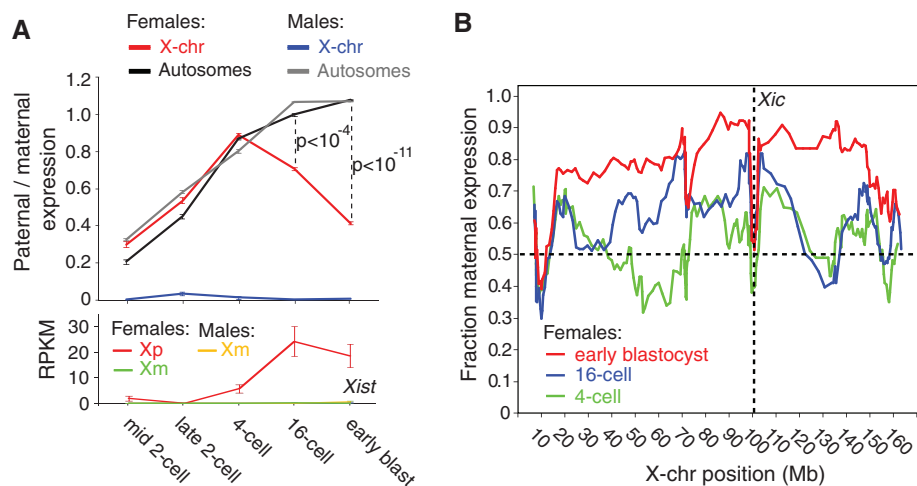 A
Females: Males:
X-chr X-chr
Autosomes Autosomes
Paternal / maternal
expression
1.2
1.0
0.8
0.6
0.4
0.2
0
p<10-4
p<10-11
RPKM
30
20
10
0
Females: Males:
Xp Xm
Xm
Xist
mid 2-cell
late 2-cell
4-cell
16-cell
early blast
B
Xic
Fraction maternal expression
1.0
0.9
0.8
0.7
0.6
0.5
0.4
0.3
0.2
0.1
0
Females:
early blastocyst
16-cell
4-cell
10 20 30 40 50 60 70 80 90 100 110 120 130 140 150 160
X-chr position (Mb)